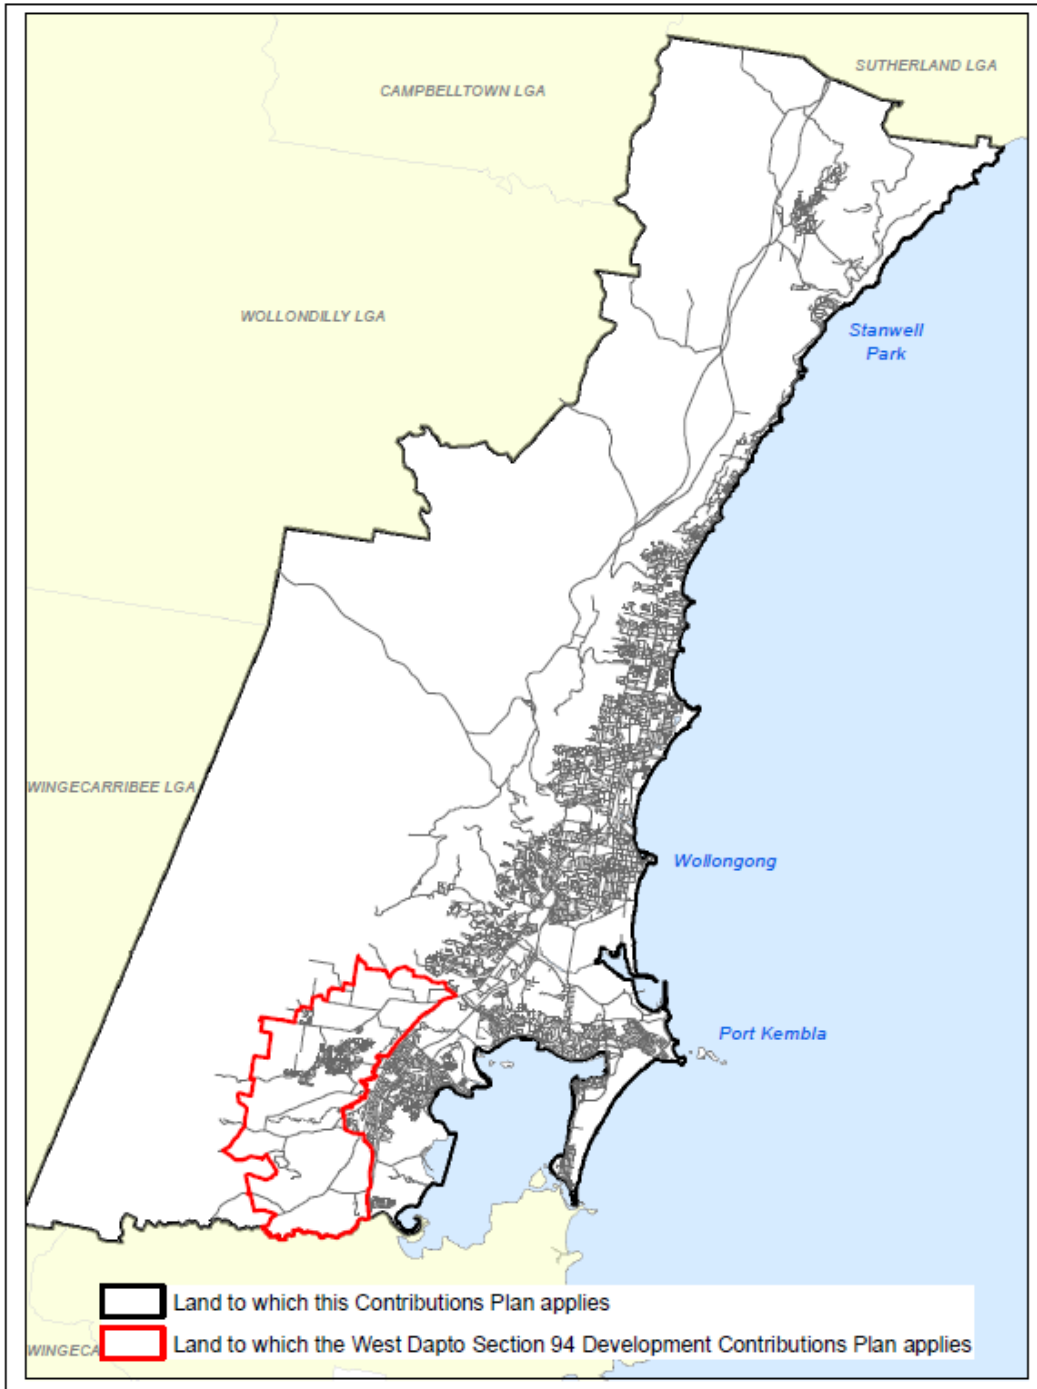 SUTHERLAND LGA
CAMPBELLTOWN LGA
WOLLONDILLY LGA
Stanwell
Park
WINGECARRIBEE LGA
Wollongong
Port Kembla
Land to which this Contributions Plan applies
Land to which the West Dapto Section 94 Development Contributions Plan applies
WINGECA